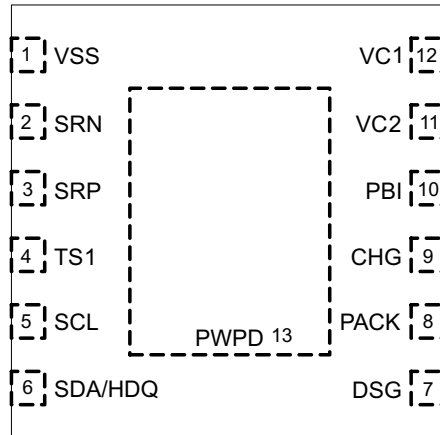 1 VSS VC1 12
2 SRN VC2 11
3 SRP PBI 10
4 TS1 CHG 9
5 SCL PACK 8
PWPD 13
6 SDA/HDQ DSG 7